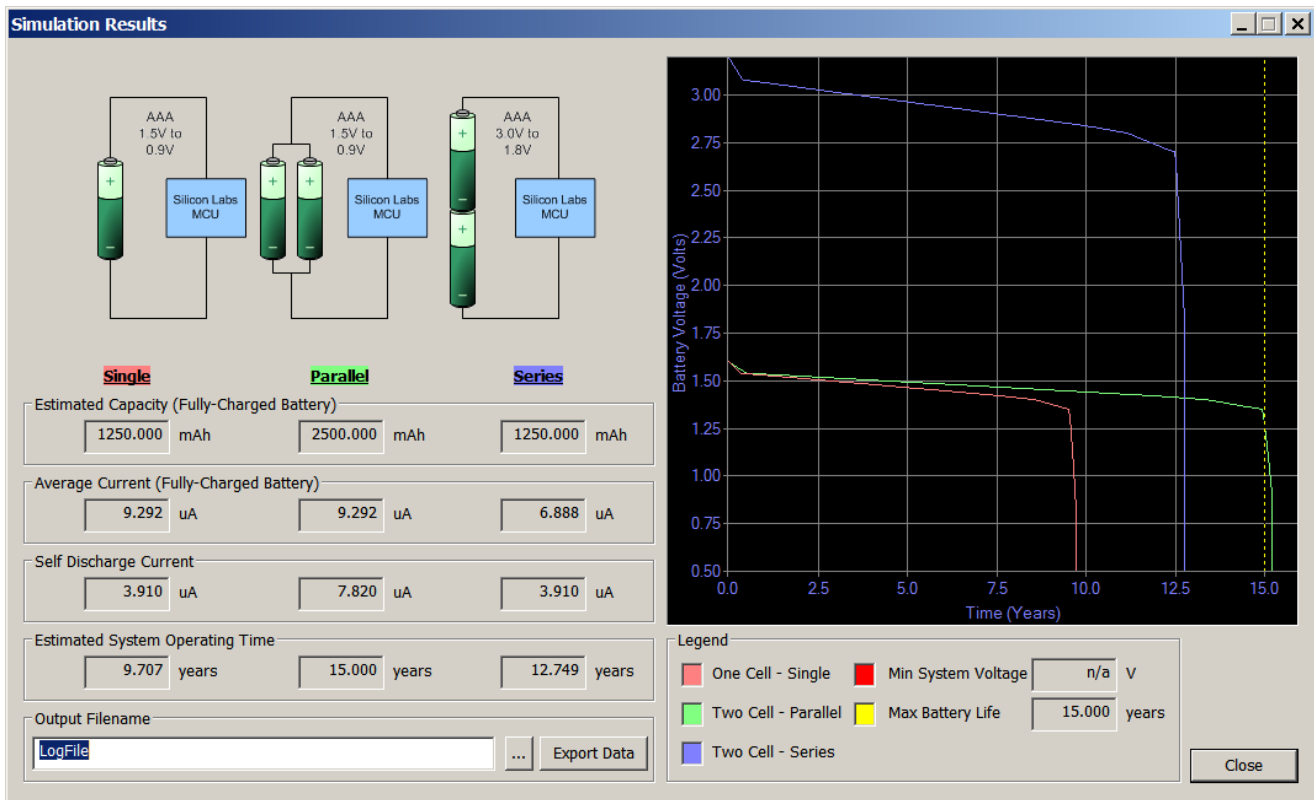 Simulation Results
AAA
1.5V to
0.9V
+
Silicon Labs
MCU
−
AAA
1.5V to
0.9V
+ +
Silicon Labs
MCU
− −
AAA
3.0V to
1.8V
+
−
Silicon Labs
MCU
+
−
Single Parallel Series
Estimated Capacity (Fully-Charged Battery)
1250.000 mAh 2500.000 mAh 1250.000 mAh
Average Current (Fully-Charged Battery)
9.292 uA 9.292 uA 6.888 uA
Self Discharge Current
3.910 uA 7.820 uA 3.910 uA
Estimated System Operating Time
9.707 years 15.000 years 12.749 years
Output Filename
LogFile ... Export Data
Battery Voltage (Volts)
3.00
2.75
2.50
2.25
2.00
1.75
1.50
1.25
1.00
0.75
0.50
0.0 2.5 5.0 7.5 10.0 12.5 15.0
Time (Years)
Legend
One Cell - Single Min System Voltage n/a V
Two Cell - Parallel Max Battery Life 15.000 years
Two Cell - Series
Close